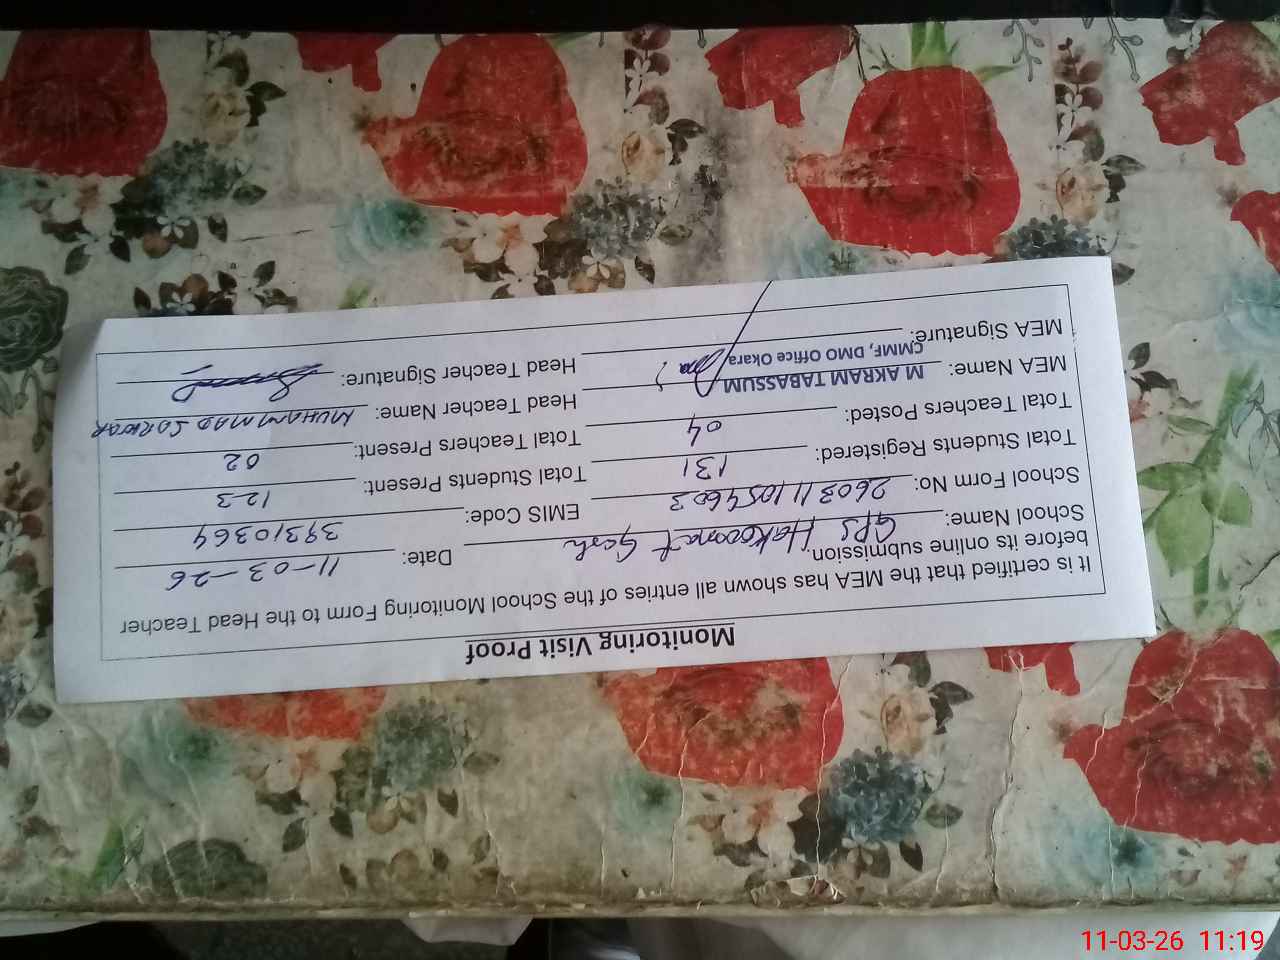 Monitoring Visit Proof
It is certified that the MEA has shown all entries of the School Monitoring Form to the Head Teacher
before its online submission.
School Name: GPS Hakoomat Garh Date: 11-03-26
School Form No: 2603111054603 EMIS Code: 39310364
Total Students Registered: 131 Total Students Present: 123
Total Teachers Posted: 04 Total Teachers Present: 02
MEA Name: M AKRAM TABASSUM Head Teacher Name: MUHAMMAD SARWAR
CMMF, DMO Office Okara
MEA Signature: Head Teacher Signature:
11-03-26 11:19